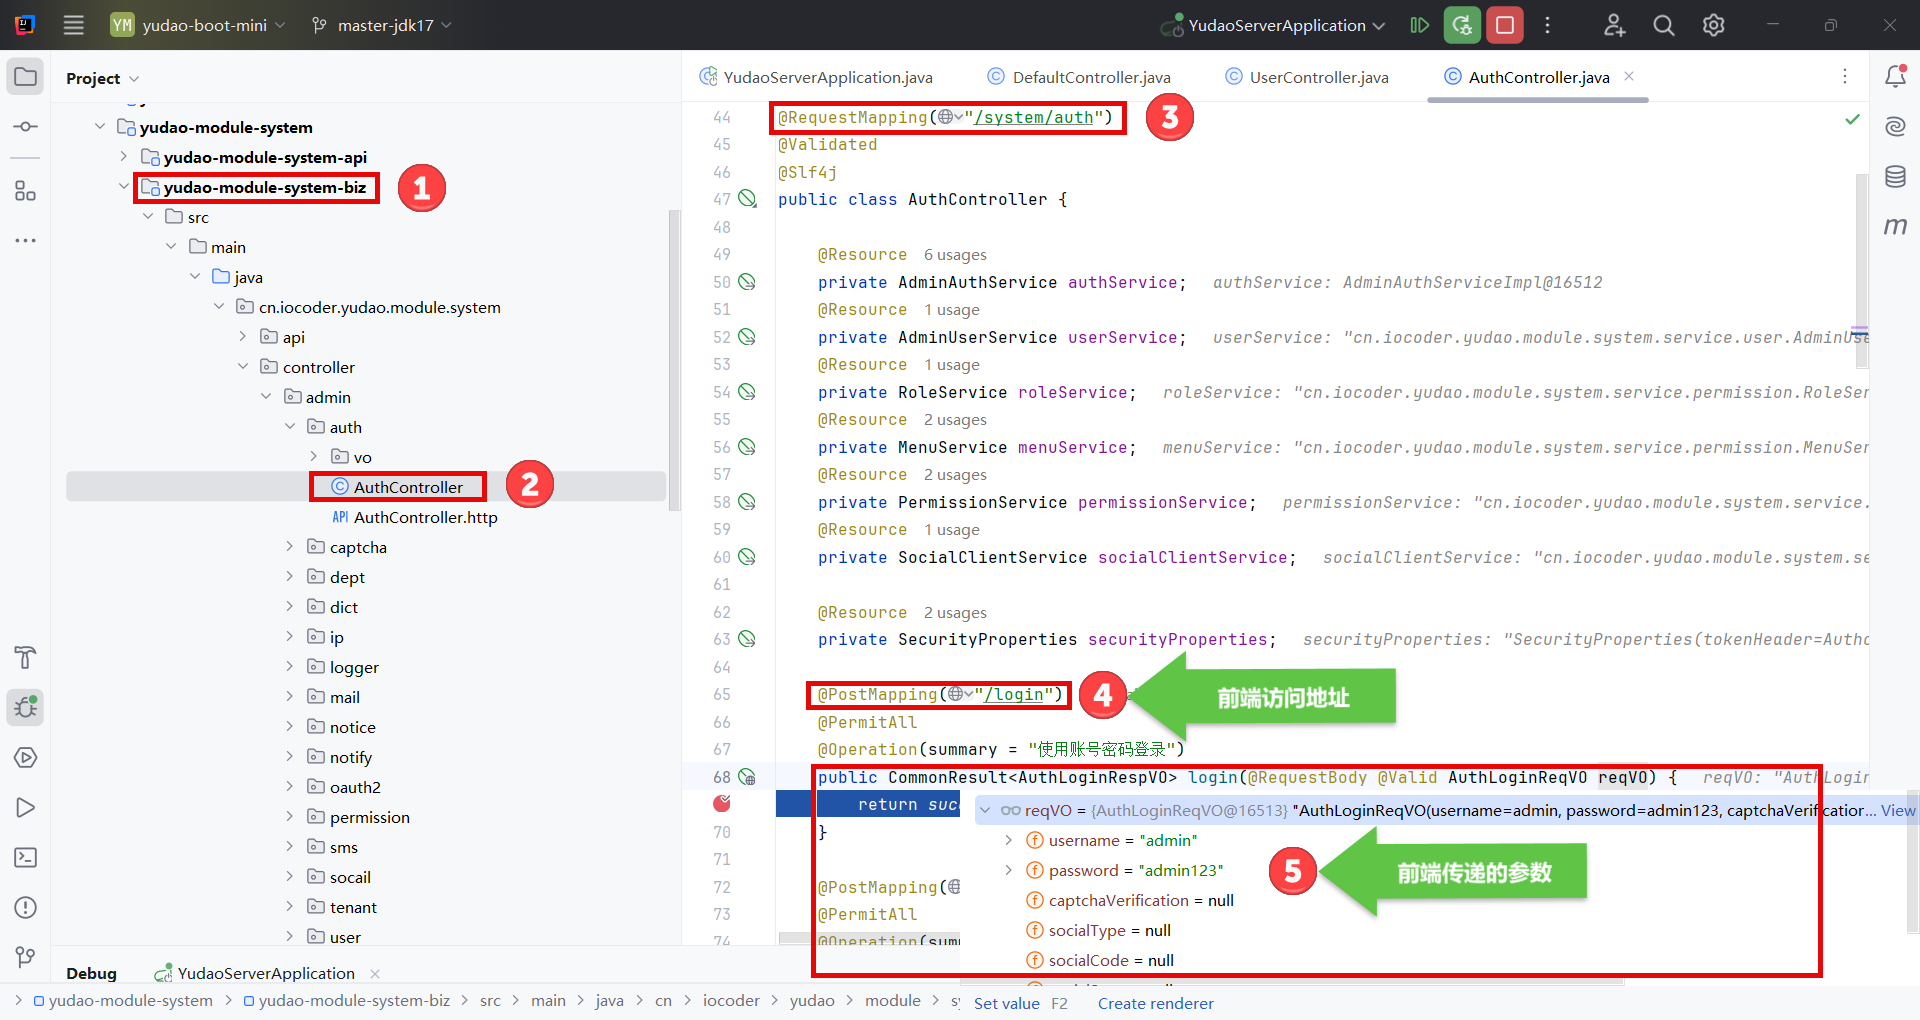 YM yudao-boot-mini master-jdk17 YudaoServerApplication
Project
yudao-module-system
yudao-module-system-api
yudao-module-system-biz
1
src
main
java
cn.iocoder.yudao.module.system
api
controller
admin
auth
vo
AuthController
2
API AuthController.http
captcha
dept
dict
ip
logger
mail
notice
notify
oauth2
permission
sms
socail
tenant
user
YudaoServerApplication.java DefaultController.java UserController.java AuthController.java
44 @RequestMapping("/system/auth")
3
45 @Validated
46 @Slf4j
47 public class AuthController {
48
49 @Resource 6 usages
50 private AdminAuthService authService; authService: AdminAuthServiceImpl@16512
51 @Resource 1 usage
52 private AdminUserService userService; userService: "cn.iocoder.yudao.module.system.service.user.AdminUse
53 @Resource 1 usage
54 private RoleService roleService; roleService: "cn.iocoder.yudao.module.system.service.permission.RoleSer
55 @Resource 2 usages
56 private MenuService menuService; menuService: "cn.iocoder.yudao.module.system.service.permission.MenuSer
57 @Resource 2 usages
58 private PermissionService permissionService; permissionService: "cn.iocoder.yudao.module.system.service.
59 @Resource 1 usage
60 private SocialClientService socialClientService; socialClientService: "cn.iocoder.yudao.module.system.se
61
62 @Resource 2 usages
63 private SecurityProperties securityProperties; securityProperties: "SecurityProperties(tokenHeader=Autho
64
65 @PostMapping("/login")
4
前端访问地址
66 @PermitAll
67 @Operation(summary = "使用账号密码登录")
68 public CommonResult<AuthLoginRespVO> login(@RequestBody @Valid AuthLoginReqVO reqVO) { reqVO: "AuthLogin
return suc
reqVO = {AuthLoginReqVO@16513} "AuthLoginReqVO(username=admin, password=admin123, captchaVerification... View
username = "admin"
70 }
71
password = "admin123"
5
前端传递的参数
72 @PostMapping(
captchaVerification = null
73 @PermitAll
socialType = null
74 @Operation(summ
socialCode = null
Debug YudaoServerApplication
yudao-module-system yudao-module-system-biz src main java cn iocoder yudao module sy
Set value F2 Create renderer
m